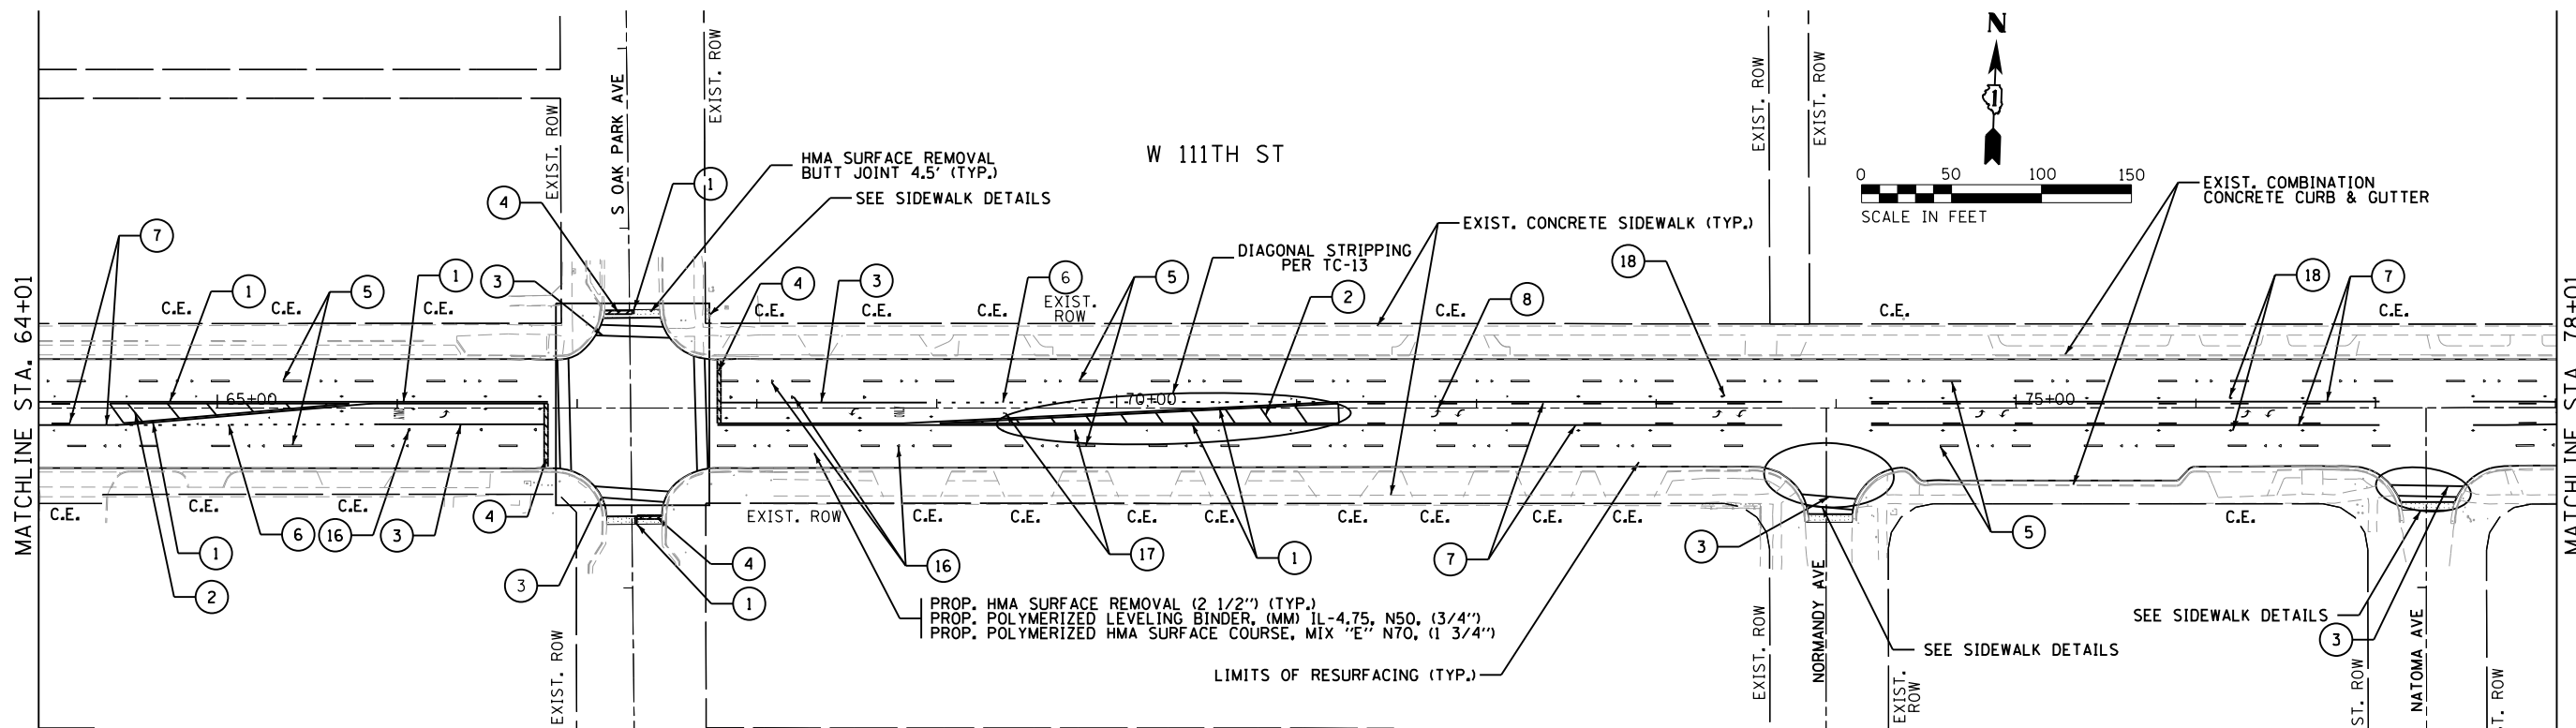 N
1
W 111TH ST
0 50 100 150
SCALE IN FEET
MATCHLINE STA. 64+01
MATCHLINE STA. 78+01
S OAK PARK AVE
EXIST. ROW
EXIST. ROW
EXIST. ROW
EXIST. ROW
HMA SURFACE REMOVAL
BUTT JOINT 4.5' (TYP.)
SEE SIDEWALK DETAILS
EXIST. CONCRETE SIDEWALK (TYP.)
EXIST. COMBINATION
CONCRETE CURB & GUTTER
DIAGONAL STRIPPING
PER TC-13
1
4
7
3
1
5
1
4
3
6
5
2
8
18
18
7
EXIST.
ROW
C.E.
C.E.
C.E.
C.E.
C.E.
C.E.
C.E.
C.E.
C.E.
65+00
70+00
75+00
C.E.
C.E.
C.E.
EXIST. ROW
C.E.
C.E.
C.E.
C.E.
C.E.
C.E.
C.E.
C.E.
C.E.
4
1
6
16
3
2
3
4
1
16
17
1
7
3
5
3
PROP. HMA SURFACE REMOVAL (2 1/2") (TYP.)
PROP. POLYMERIZED LEVELING BINDER, (MM) IL-4.75, N50, (3/4")
PROP. POLYMERIZED HMA SURFACE COURSE, MIX "E" N70, (1 3/4")
LIMITS OF RESURFACING (TYP.)
SEE SIDEWALK DETAILS
SEE SIDEWALK DETAILS
EXIST. ROW
EXIST. ROW
NORMANDY AVE
EXIST.
ROW
ST. ROW
NATOMA AVE
ST. ROW